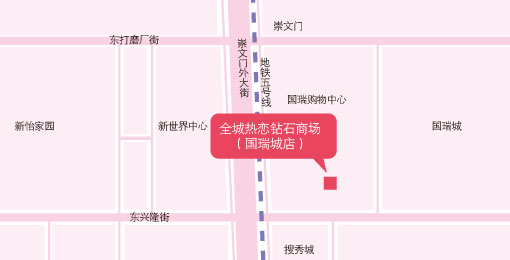 崇文门
东打磨厂街
崇文门外大街
地铁五号线
国瑞购物中心
新怡家园
新世界中心
全城热恋钻石商场
（国瑞城店）
国瑞城
东兴隆街
搜秀城